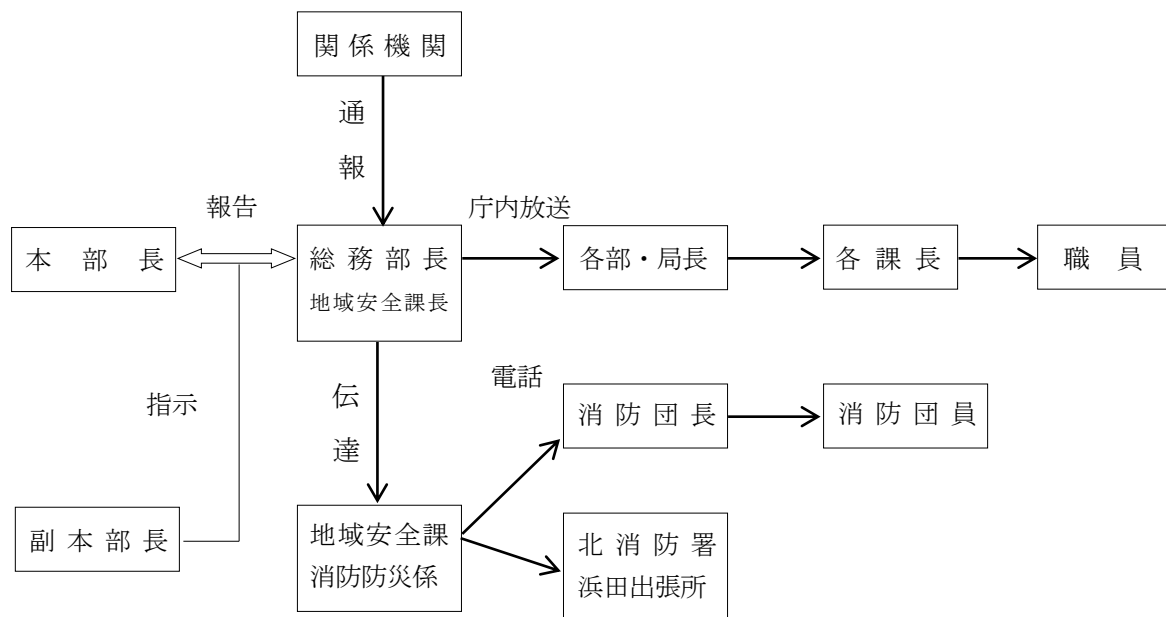 関係機関
通報
報告
庁内放送
本部長
総務部長
地域安全課長
各部・局長
各課長
職員
指示
伝達
電話
消防団長
消防団員
副本部長
地域安全課
消防防災係
北消防署
浜田出張所